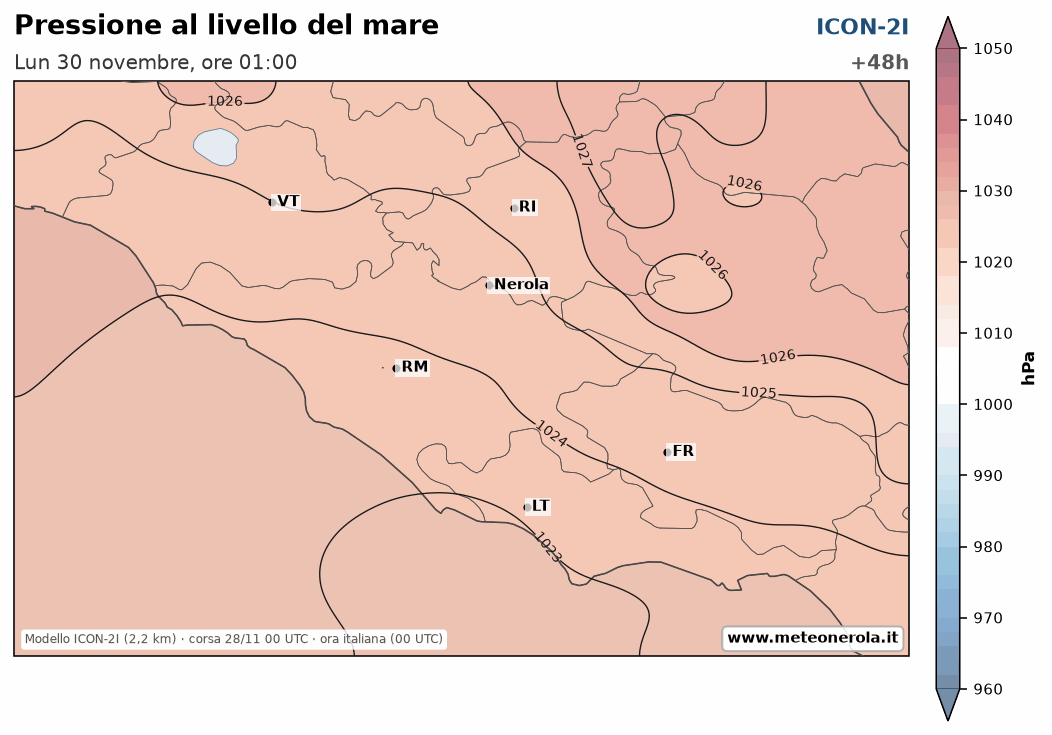 Pressione al livello del mare
ICON-2I
Lun 30 novembre, ore 01:00
+48h
1026
1027
VT
RI
1026
1026
Nerola
RM
1026
1025
1024
FR
LT
1023
Modello ICON-2I (2,2 km) · corsa 28/11 00 UTC · ora italiana (00 UTC)
www.meteonerola.it
1050
1040
1030
1020
1010
1000
990
980
970
960
hPa